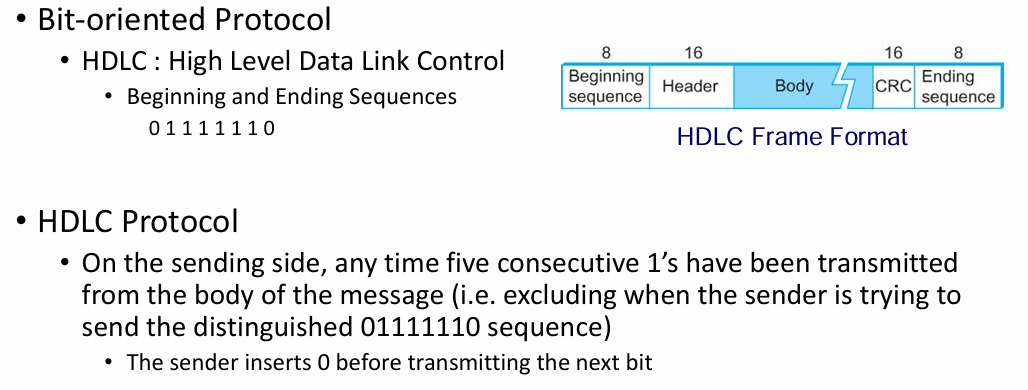 • Bit-oriented Protocol
• HDLC : High Level Data Link Control
• Beginning and Ending Sequences
0 1 1 1 1 1 1 0
8 16 16 8
Beginning sequence Header Body CRC Ending sequence
HDLC Frame Format
• HDLC Protocol
• On the sending side, any time five consecutive 1’s have been transmitted
from the body of the message (i.e. excluding when the sender is trying to
send the distinguished 01111110 sequence)
• The sender inserts 0 before transmitting the next bit